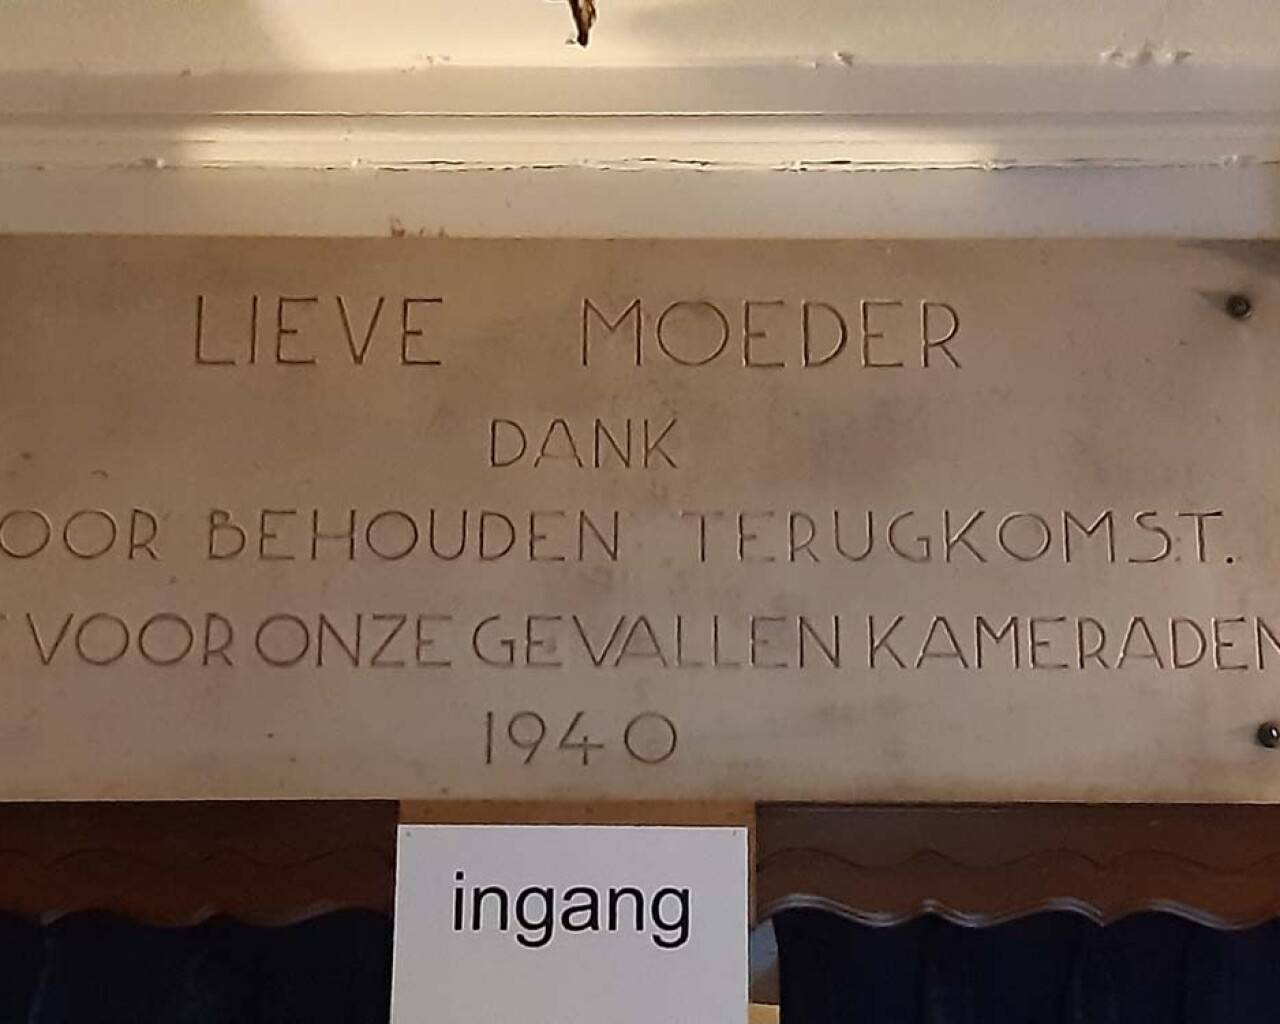 LIEVE MOEDER
DANK
OOR BEHOUDEN TERUGKOMST.
VOOR ONZE GEVALLEN KAMERADEN
1940
ingang